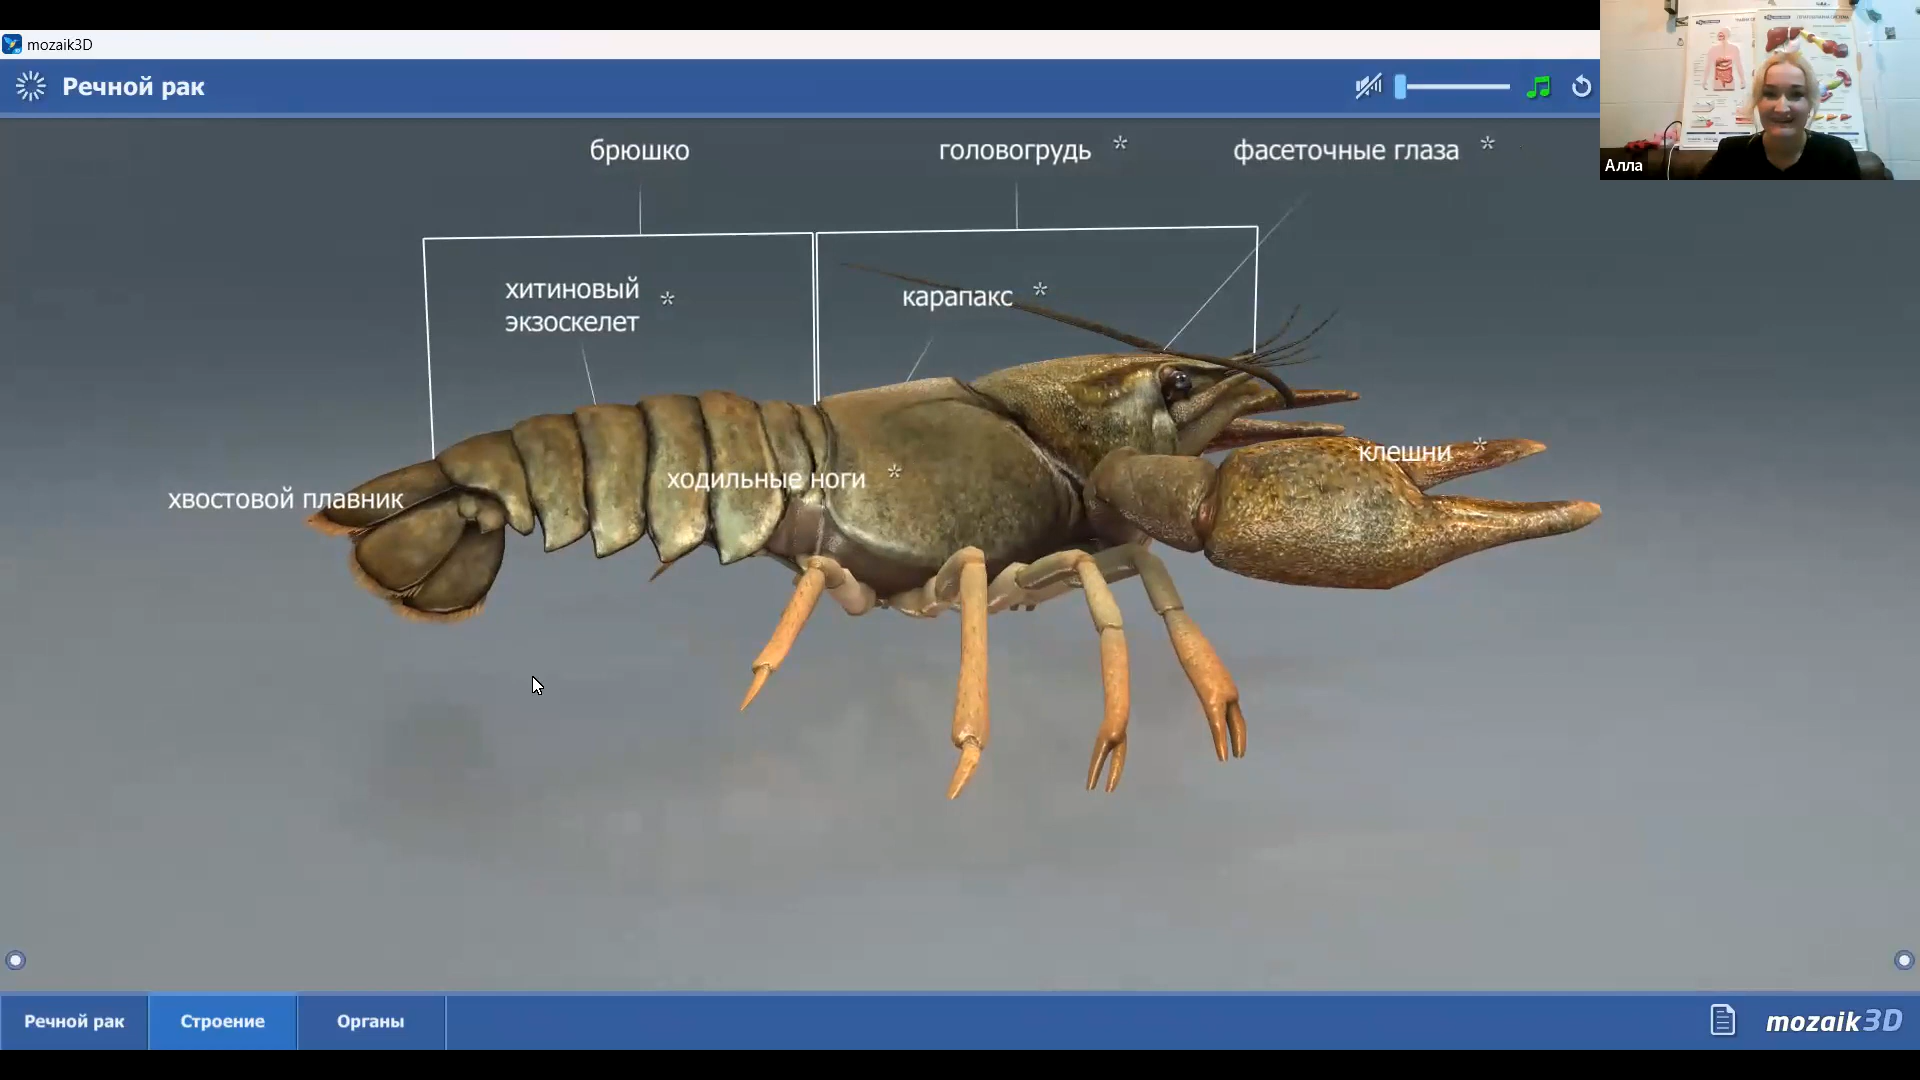 mozaik3D
Речной рак
брюшко
головогрудь *
фасеточные глаза *
Алла
хитиновый *
экзоскелет
карапакс *
клешни *
ходильные ноги *
хвостовой плавник
Речной рак
Строение
Органы
mozaik3D